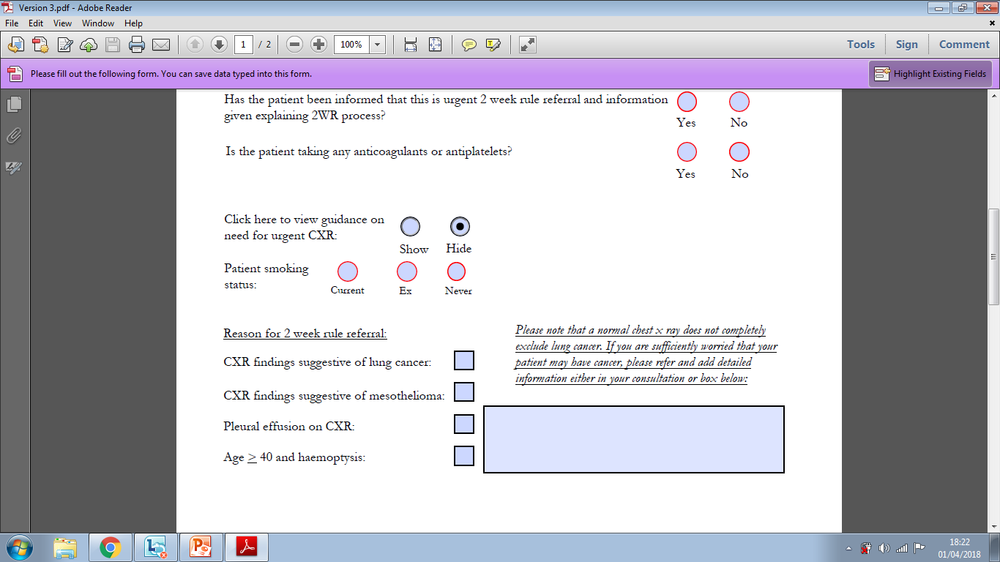 Version 3.pdf - Adobe Reader
File Edit View Window Help
1 / 2 100% Tools Sign Comment
Please fill out the following form. You can save data typed into this form. Highlight Existing Fields
Has the patient been informed that this is urgent 2 week rule referral and information
given explaining 2WR process?
Yes No
Is the patient taking any anticoagulants or antiplatelets?
Yes No
Click here to view guidance on
need for urgent CXR:
Show Hide
Patient smoking
status:
Current Ex Never
Reason for 2 week rule referral:
CXR findings suggestive of lung cancer:
CXR findings suggestive of mesothelioma:
Pleural effusion on CXR:
Age > 40 and haemoptysis:
Please note that a normal chest x ray does not completely
exclude lung cancer. If you are sufficiently worried that your
patient may have cancer, please refer and add detailed
information either in your consultation or box below:
18:22
01/04/2018